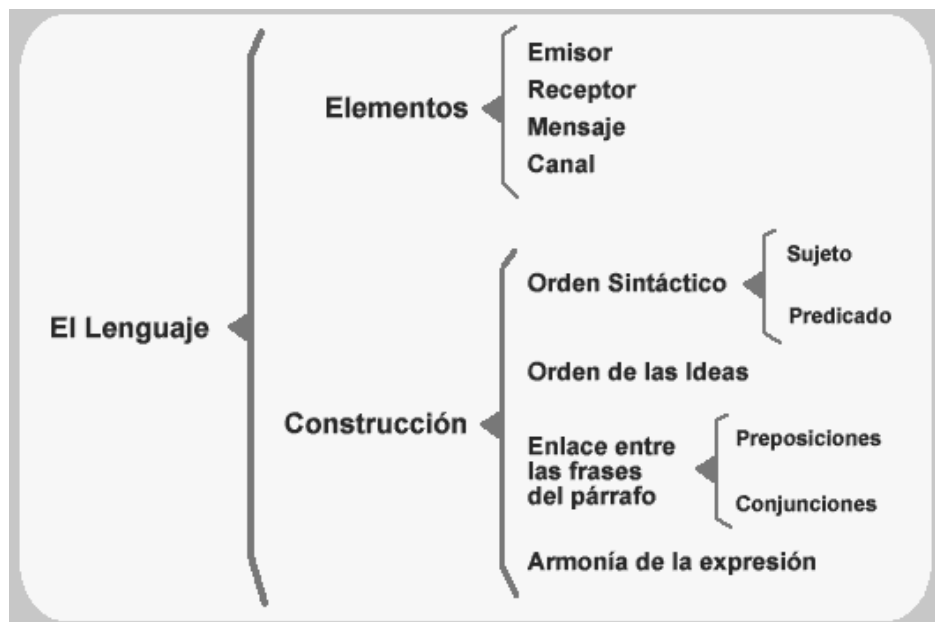 El Lenguaje
Elementos
Emisor
Receptor
Mensaje
Canal
Construcción
Orden Sintáctico
Sujeto
Predicado
Orden de las Ideas
Enlace entre
las frases
del párrafo
Preposiciones
Conjunciones
Armonía de la expresión